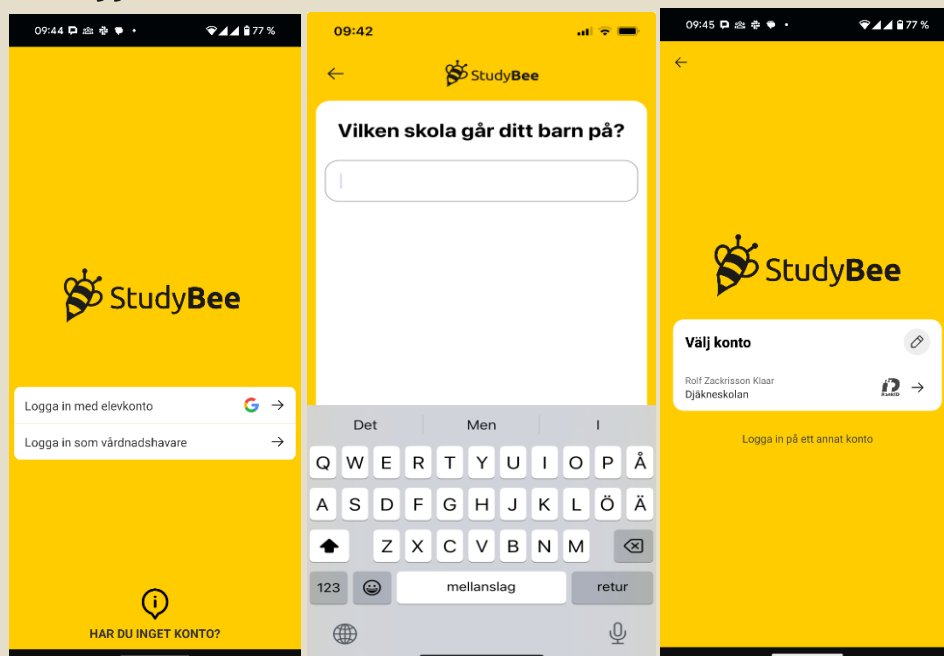 09:44
77 %
StudyBee
Logga in med elevkonto
Logga in som vårdnadshavare
HAR DU INGET KONTO?
09:42
StudyBee
Vilken skola går ditt barn på?
Det Men I
Q W E R T Y U I O P Å
A S D F G H J K L Ö Ä
Z X C V B N M
123 mellanslag retur
09:45
77 %
StudyBee
Välj konto
Rolf Zackrisson Klaar
Djäkneskolan
BankID
Logga in på ett annat konto